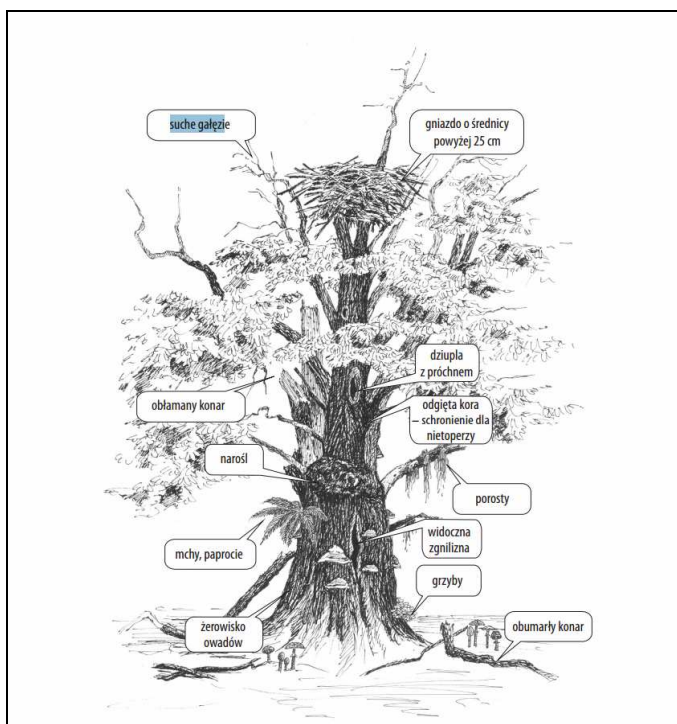 suche gałęzie
gniazdo o średnicy
powyżej 25 cm
dziupla
z próchnem
obłamany konar
odgięta kora
– schronienie dla
nietoperzy
narośl
porosty
mchy, paprocie
widoczna
zgnilizna
grzyby
żerowisko
owadów
obumarły konar